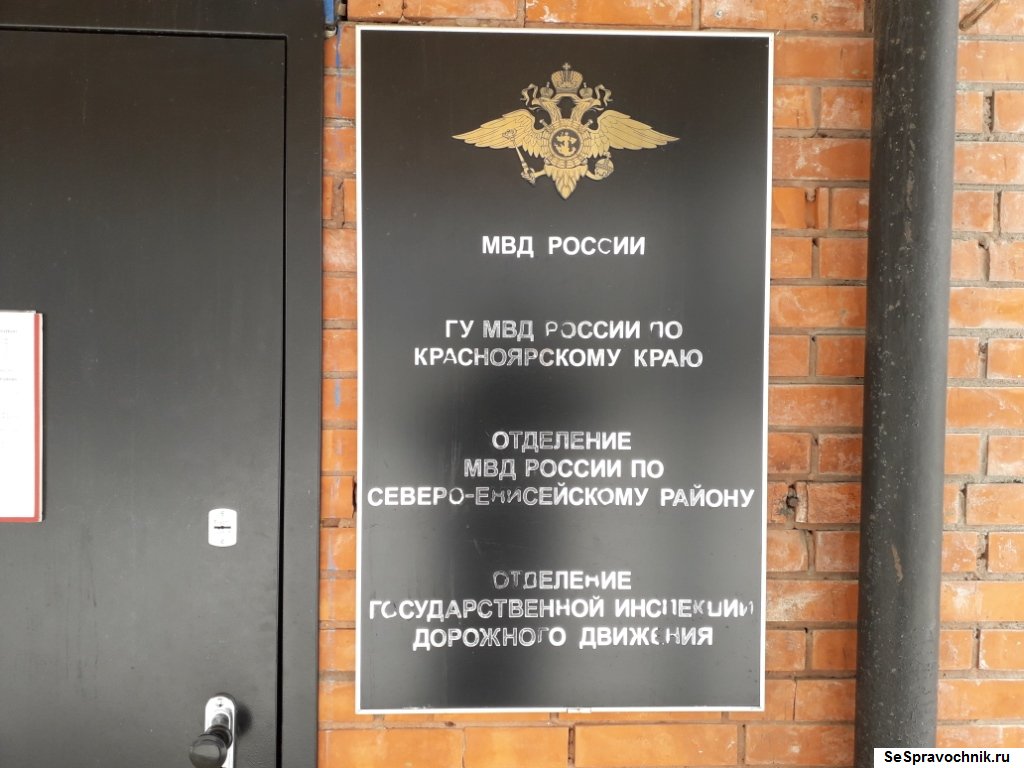 МВД РОССИИ
ГУ МВД РОССИИ ПО
КРАСНОЯРСКОМУ КРАЮ
ОТДЕЛЕНИЕ
МВД РОССИИ ПО
СЕВЕРО-ЕНИСЕЙСКОМУ РАЙОНУ
ОТДЕЛЕНИЕ
ГОСУДАРСТВЕННОЙ ИНСПЕКЦИИ
ДОРОЖНОГО ДВИЖЕНИЯ
SeSpravochnik.ru